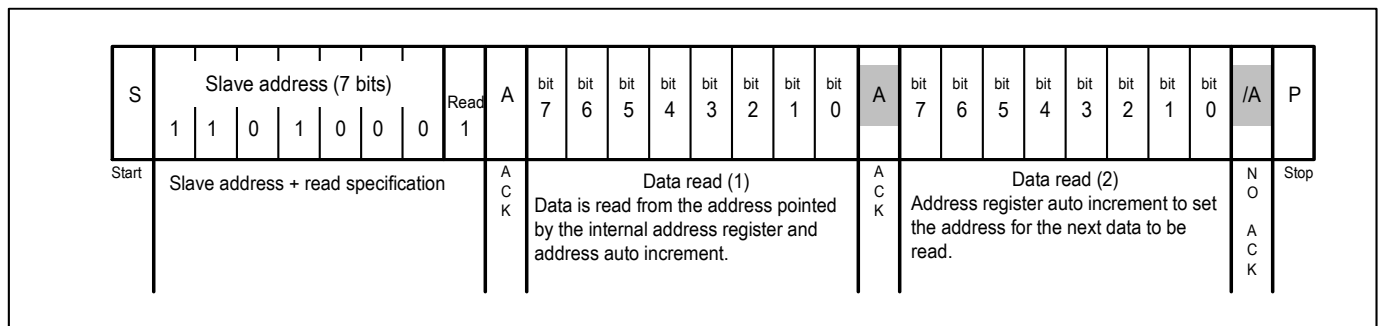 S Slave address (7 bits) Read A bit bit bit bit bit bit bit bit A bit bit bit bit bit bit bit bit /A P
1 1 0 1 0 0 0 1 7 6 5 4 3 2 1 0 7 6 5 4 3 2 1 0
Start Slave address + read specification
ACK
Data read (1)
Data is read from the address pointed
by the internal address register and
address auto increment.
ACK
Data read (2)
Address register auto increment to set
the address for the next data to be
read.
NO ACK
Stop